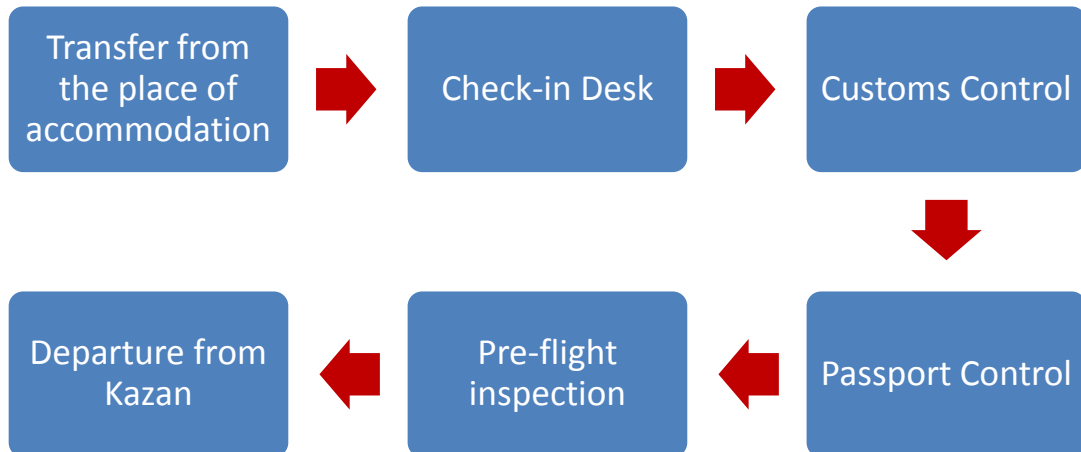 Transfer from
the place of
accommodation
Check-in Desk
Customs Control
Passport Control
Pre-flight
inspection
Departure from
Kazan